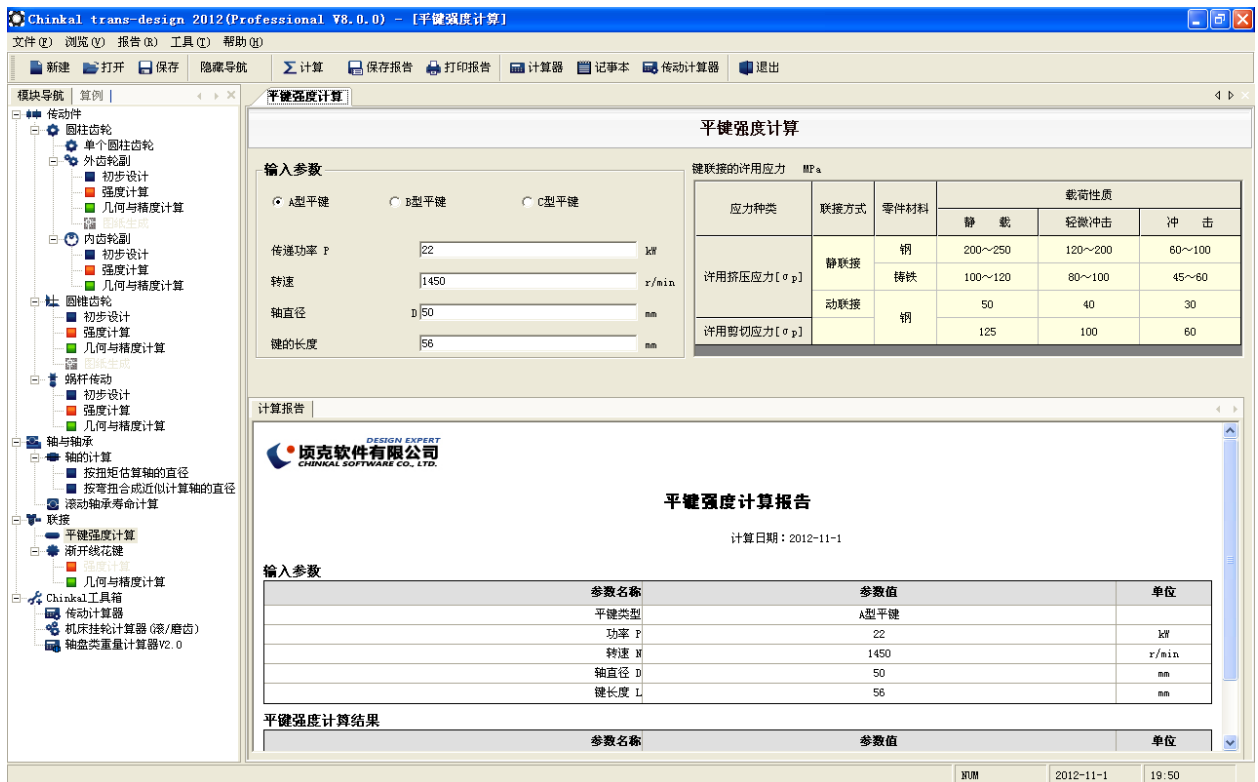 Chinkal trans-design 2012(Professional V8.0.0) - [平键强度计算]
文件(F) 浏览(V) 报告(R) 工具(T) 帮助(H)
新建 打开 保存 隐藏导航 计算 保存报告 打印报告 计算器 记事本 传动计算器 退出
模块导航 算例
传动件
圆柱齿轮
单个圆柱齿轮
外齿轮副
初步设计
强度计算
几何与精度计算
图纸生成
内齿轮副
初步设计
强度计算
几何与精度计算
圆锥齿轮
初步设计
强度计算
几何与精度计算
图纸生成
蜗杆传动
初步设计
强度计算
几何与精度计算
轴与轴承
轴的计算
按扭矩估算轴的直径
按弯扭合成近似计算轴的直径
滚动轴承寿命计算
联接
平键强度计算
渐开线花键
强度计算
几何与精度计算
Chinkal工具箱
传动计算器
机床挂轮计算器(滚/磨齿)
轴盘类重量计算器V2.0
平键强度计算
平键强度计算
输入参数
A型平键 B型平键 C型平键
传递功率 P 22 kW
转速 1450 r/min
轴直径 D 50 mm
键的长度 56 mm
键联接的许用应力 MPa
应力种类 联接方式 零件材料 载荷性质
静 载 轻微冲击 冲 击
许用挤压应力[σp] 静联接 钢 200～250 120～200 60～100
铸铁 100～120 80～100 45～60
动联接 钢 50 40 30
许用剪切应力[σp] 125 100 60
计算报告
DESIGN EXPERT
顷克软件有限公司
CHINKAL SOFTWARE CO., LTD.
平键强度计算报告
计算日期：2012-11-1
输入参数
参数名称 参数值 单位
平键类型 A型平键
功率 P 22 kW
转速 N 1450 r/min
轴直径 D 50 mm
键长度 L 56 mm
平键强度计算结果
参数名称 参数值 单位
NUM 2012-11-1 19:50